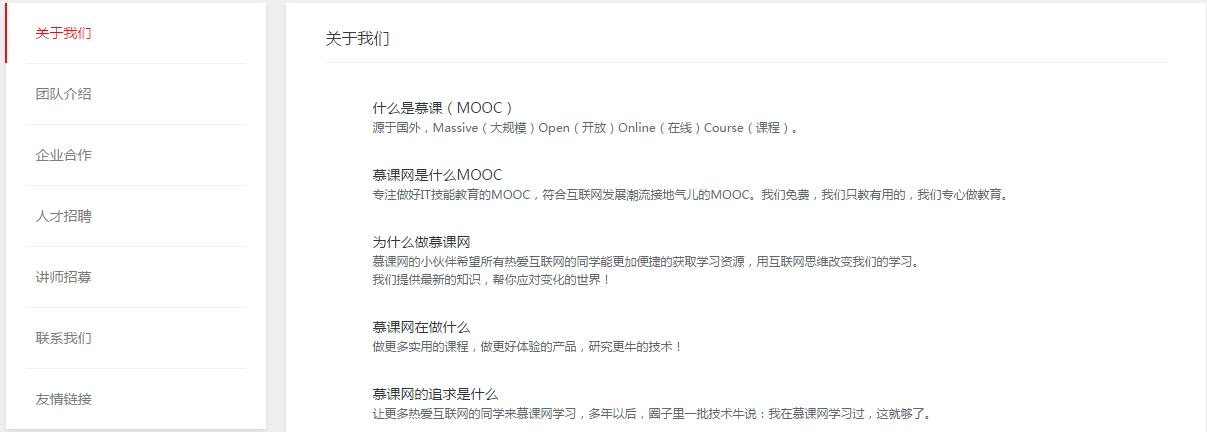 关于我们
团队介绍
企业合作
人才招聘
讲师招募
联系我们
友情链接
关于我们
什么是慕课（MOOC）
源于国外，Massive（大规模）Open（开放）Online（在线）Course（课程）。
慕课网是什么MOOC
专注做好IT技能教育的MOOC，符合互联网发展潮流接地气儿的MOOC。我们免费，我们只教有用的，我们专心做教育。
为什么做慕课网
慕课网的小伙伴希望所有热爱互联网的同学能更加便捷的获取学习资源，用互联网思维改变我们的学习。
我们提供最新的知识，帮你应对变化的世界！
慕课网在做什么
做更多实用的课程，做更好体验的产品，研究更牛的技术！
慕课网的追求是什么
让更多热爱互联网的同学来慕课网学习，多年以后，圈子里一批技术牛说：我在慕课网学习过，这就够了。